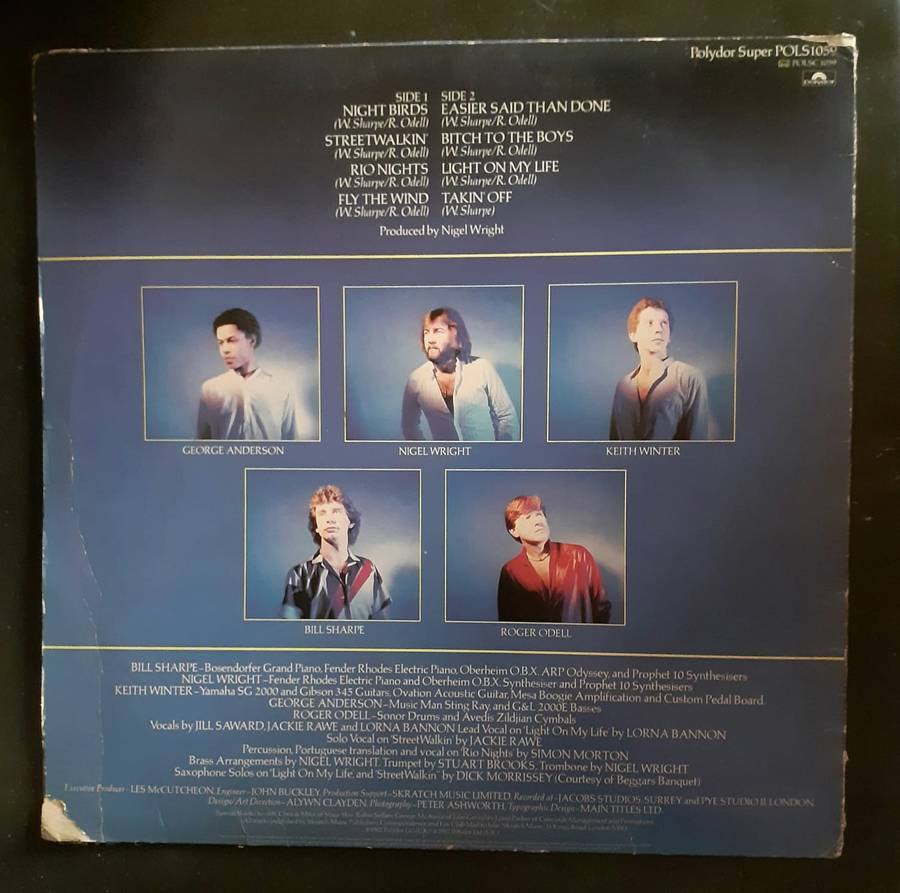 Polydor Super POLS1059
POLSC 1059
polydor
SIDE 1 SIDE 2
NIGHT BIRDS EASIER SAID THAN DONE
(W. Sharpe/R. Odell) (W. Sharpe/R. Odell)
STREETWALKIN' BITCH TO THE BOYS
(W. Sharpe/R. Odell) (W. Sharpe/R. Odell)
RIO NIGHTS LIGHT ON MY LIFE
(W. Sharpe/R. Odell) (W. Sharpe/R. Odell)
FLY THE WIND TAKIN' OFF
(W. Sharpe/R. Odell) (W. Sharpe)
Produced by Nigel Wright
GEORGE ANDERSON NIGEL WRIGHT KEITH WINTER
BILL SHARPE ROGER ODELL
BILL SHARPE–Bosendorfer Grand Piano, Fender Rhodes Electric Piano, Oberheim O.B.X, ARP Odyssey, and Prophet 10 Synthesisers
NIGEL WRIGHT–Fender Rhodes Electric Piano and Oberheim O.B.X. Synthesiser and Prophet 10 Synthesisers
KEITH WINTER–Yamaha SG 2000 and Gibson 345 Guitars, Ovation Acoustic Guitar, Mesa Boogie Amplification and Custom Pedal Board
GEORGE ANDERSON–Music Man Sting Ray, and G&L 2000E Basses
ROGER ODELL–Sonor Drums and Avedis Zildjian Cymbals
Vocals by JILL SAWARD, JACKIE RAWE and LORNA BANNON Lead Vocal on 'Light On My Life' by LORNA BANNON
Solo Vocal on 'StreetWalkin' by JACKIE RAWE
Percussion, Portuguese translation and vocal on 'Rio Nights' by SIMON MORTON
Brass Arrangements by NIGEL WRIGHT, Trumpet by STUART BROOKS, Trombone by NIGEL WRIGHT
Saxophone Solos on 'Light On My Life, and 'StreetWalkin'' by DICK MORRISSEY (Courtesy of Beggars Banquet)
Executive Producer–LES McCUTCHEON, Engineer–JOHN BUCKLEY, Production Support–SKRATCH MUSIC LIMITED, Recorded at–JACOBS STUDIOS, SURREY and PYE STUDIO II LONDON
Design/Art Direction–ALYWN CLAYDEN, Photography–PETER ASHWORTH, Typographic Design–MAIN TITLES LTD.